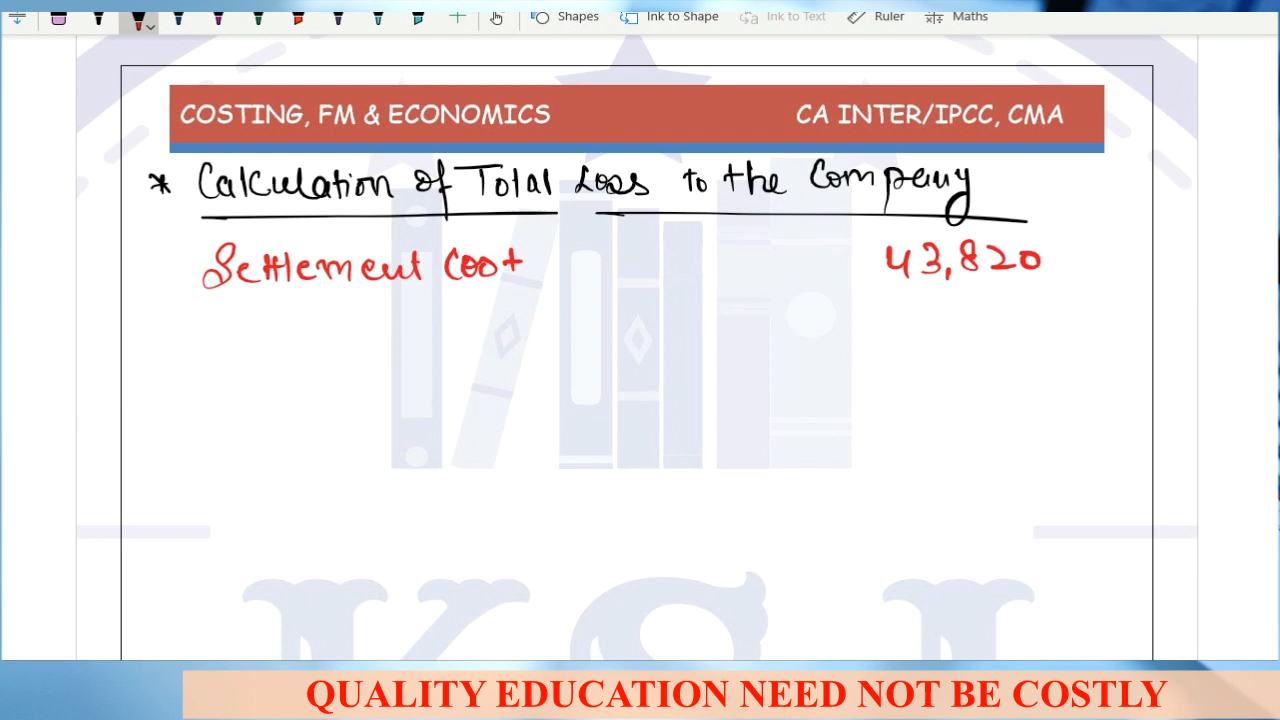 Shapes Ink to Shape Ink to Text Ruler Maths
COSTING, FM & ECONOMICS CA INTER/IPCC, CMA
* Calculation of Total Loss to the Company
Settlement Cost 43,820
KSJ
QUALITY EDUCATION NEED NOT BE COSTLY